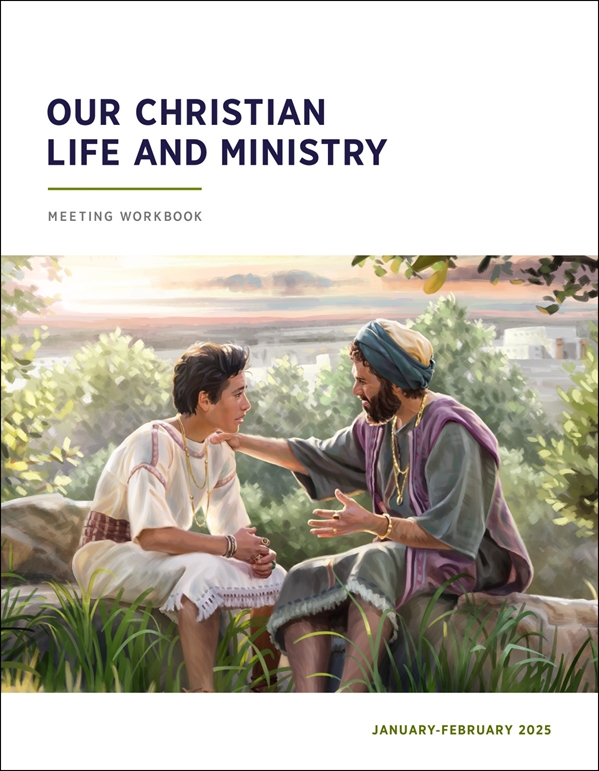 OUR CHRISTIAN
LIFE AND MINISTRY
MEETING WORKBOOK
JANUARY-FEBRUARY 2025